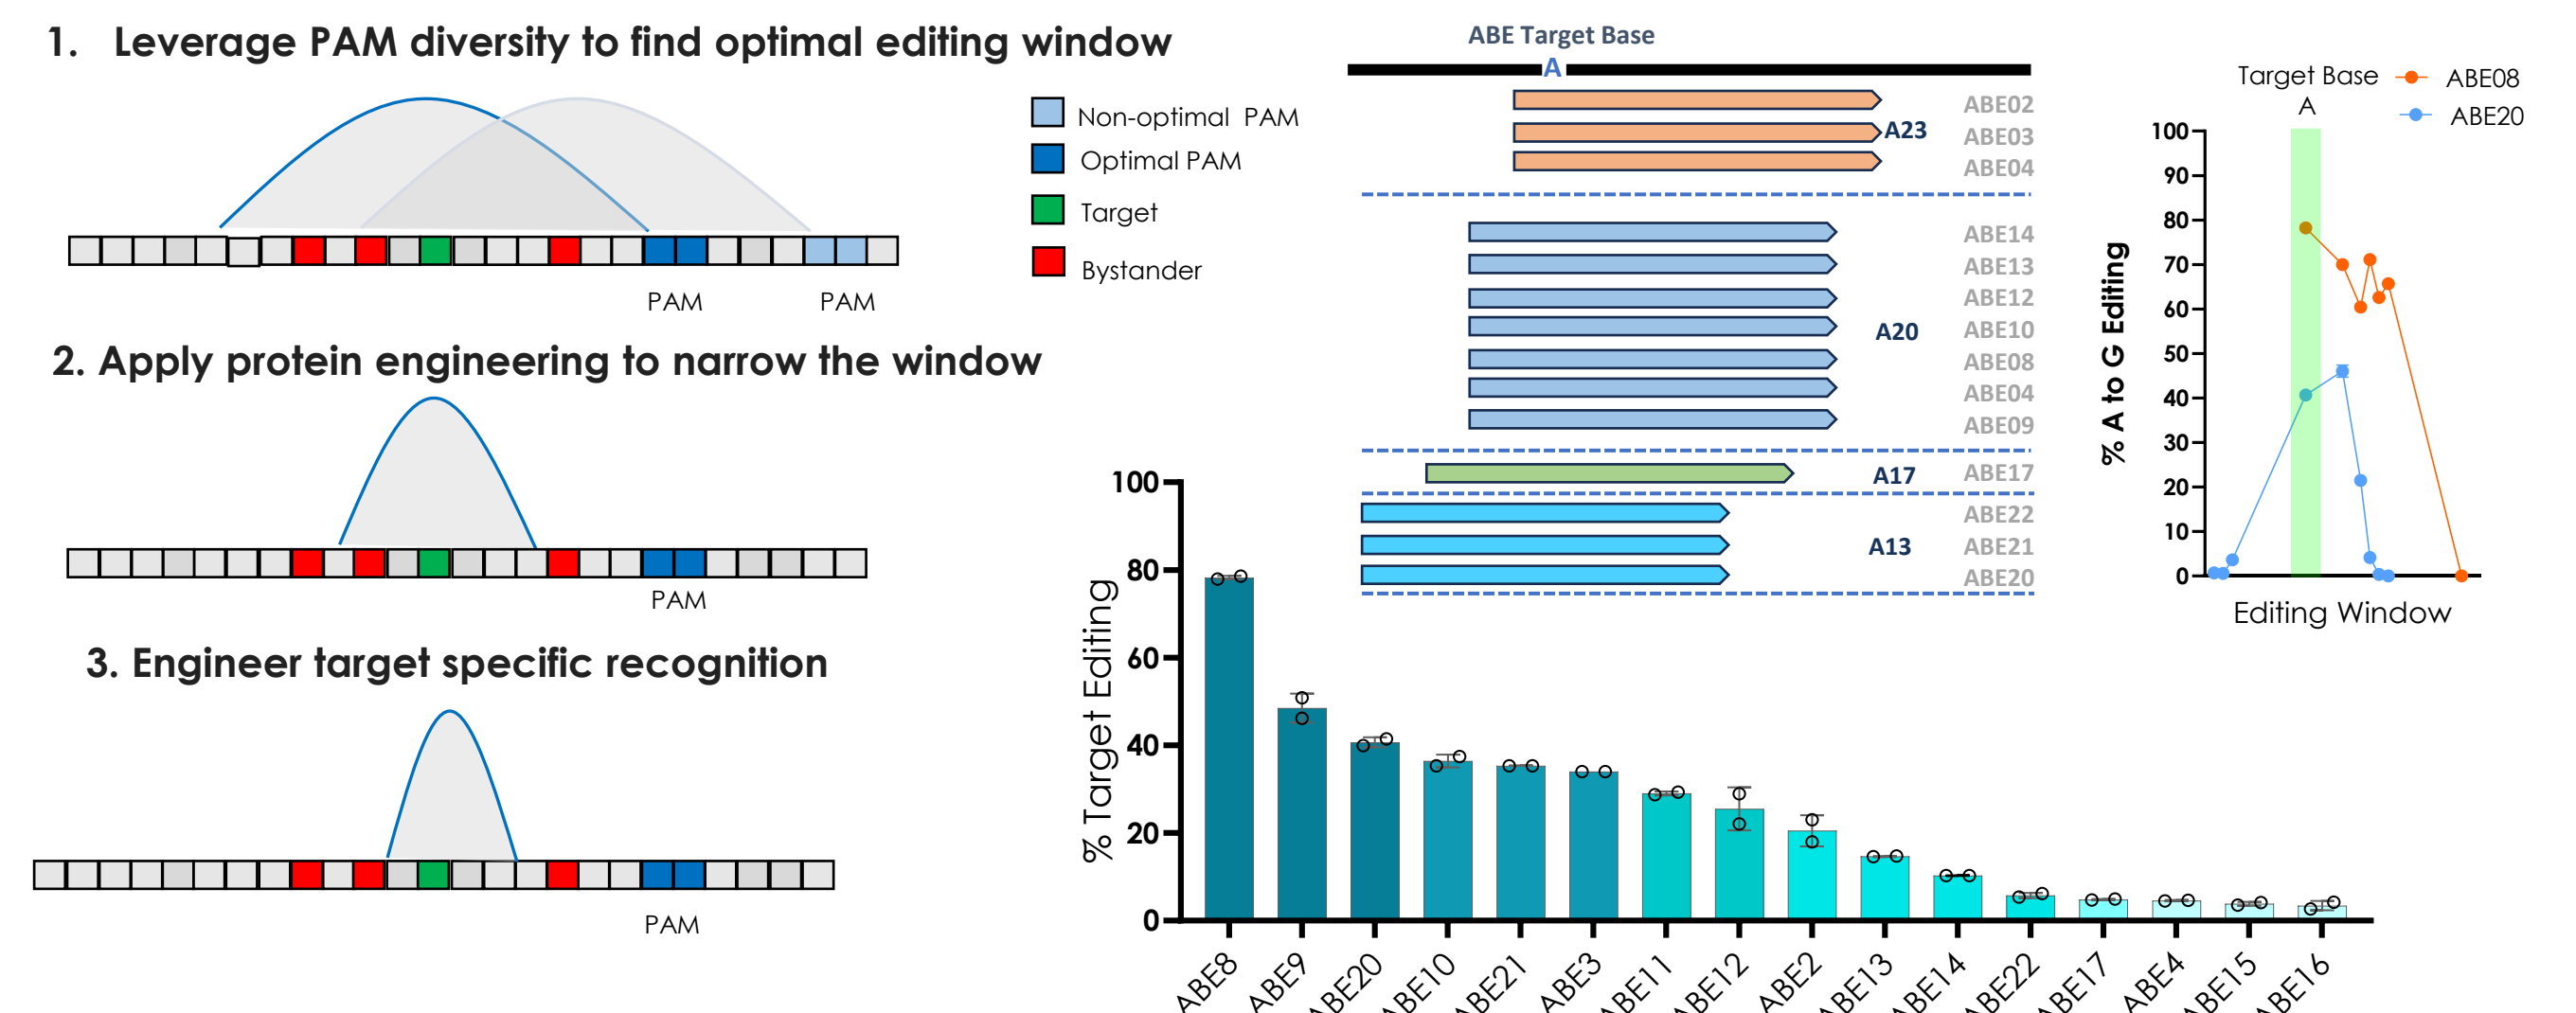 1. Leverage PAM diversity to find optimal editing window
Non-optimal PAM
Optimal PAM
Target
Bystander
PAM
PAM
2. Apply protein engineering to narrow the window
PAM
3. Engineer target specific recognition
PAM
ABE Target Base
A
ABE02
ABE03
ABE04
A23
ABE14
ABE13
ABE12
ABE10
ABE08
ABE04
ABE09
A20
A17
ABE17
ABE22
ABE21
ABE20
A13
Target Base
A
ABE08
ABE20
% A to G Editing
100
90
80
70
60
50
40
30
20
10
0
Editing Window
% Target Editing
100
80
60
40
20
0
ABE8
ABE9
ABE20
ABE10
ABE21
ABE3
ABE11
ABE12
ABE2
ABE13
ABE14
ABE22
ABE17
ABE4
ABE15
ABE16